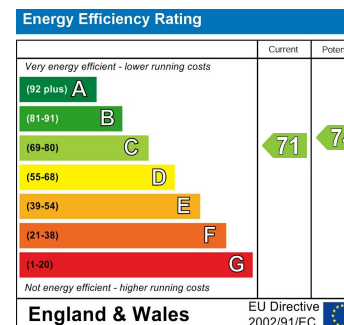 Energy Efficiency Rating
Current
Very energy efficient - lower running costs
(92 plus) A
(81-91) B
(69-80) C
71
(55-68) D
(39-54) E
(21-38) F
(1-20) G
Not energy efficient - higher running costs
England & Wales
EU Directive
2002/91/EC